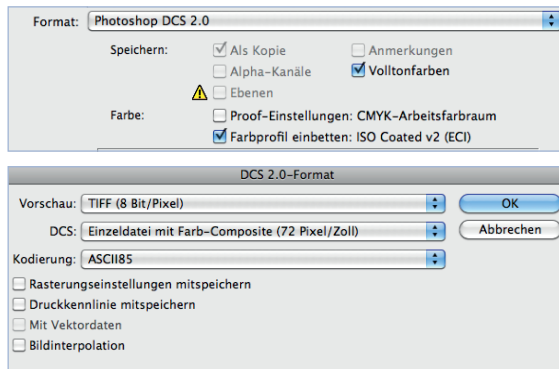 Format: Photoshop DCS 2.0
Speichern: Als Kopie Anmerkungen
Alpha-Kanäle Volltonfarben
Ebenen
Farbe: Proof-Einstellungen: CMYK-Arbeitsfarbraum
Farbprofil einbetten: ISO Coated v2 (ECI)
DCS 2.0-Format
Vorschau: TIFF (8 Bit/Pixel) OK
DCS: Einzeldatei mit Farb-Composite (72 Pixel/Zoll) Abbrechen
Kodierung: ASCII85
Rasterungseinstellungen mitspeichern
Druckkennlinie mitspeichern
Mit Vektordaten
Bildinterpolation